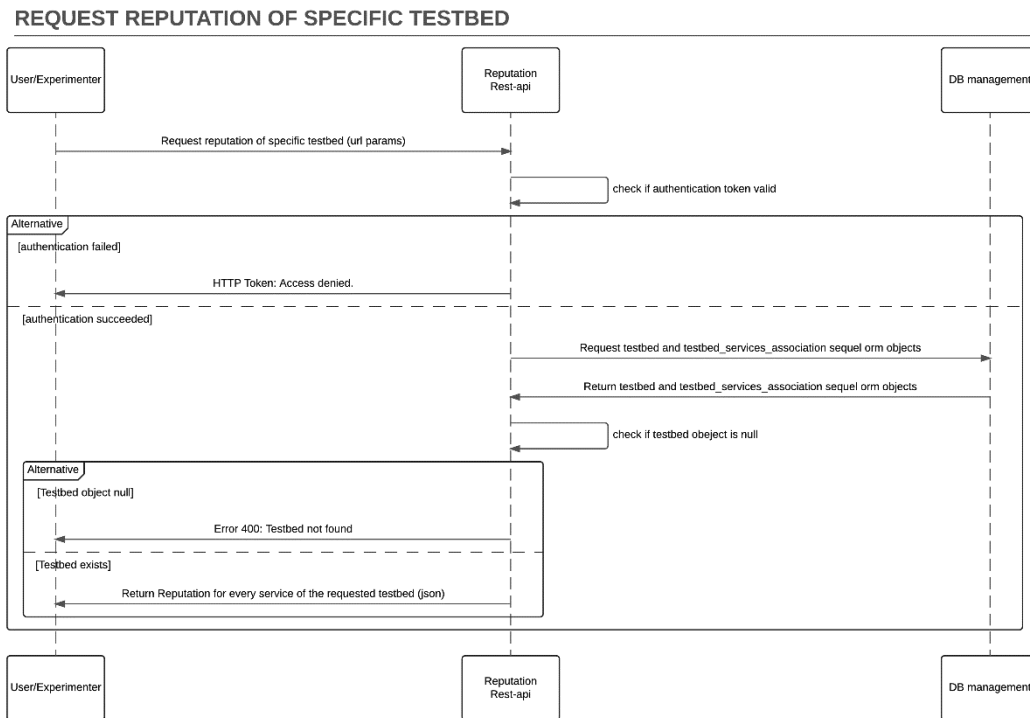 REQUEST REPUTATION OF SPECIFIC TESTBED
User/Experimenter
Reputation
Rest-api
DB management
Request reputation of specific testbed (url params)
check if authentication token valid
Alternative
[authentication failed]
HTTP Token: Access denied.
[authentication succeeded]
Request testbed and testbed_services_association sequel orm objects
Return testbed and testbed_services_association sequel orm objects
check if testbed obeject is null
Alternative
[Testbed object null]
Error 400: Testbed not found
[Testbed exists]
Return Reputation for every service of the requested testbed (json)
User/Experimenter
Reputation
Rest-api
DB management